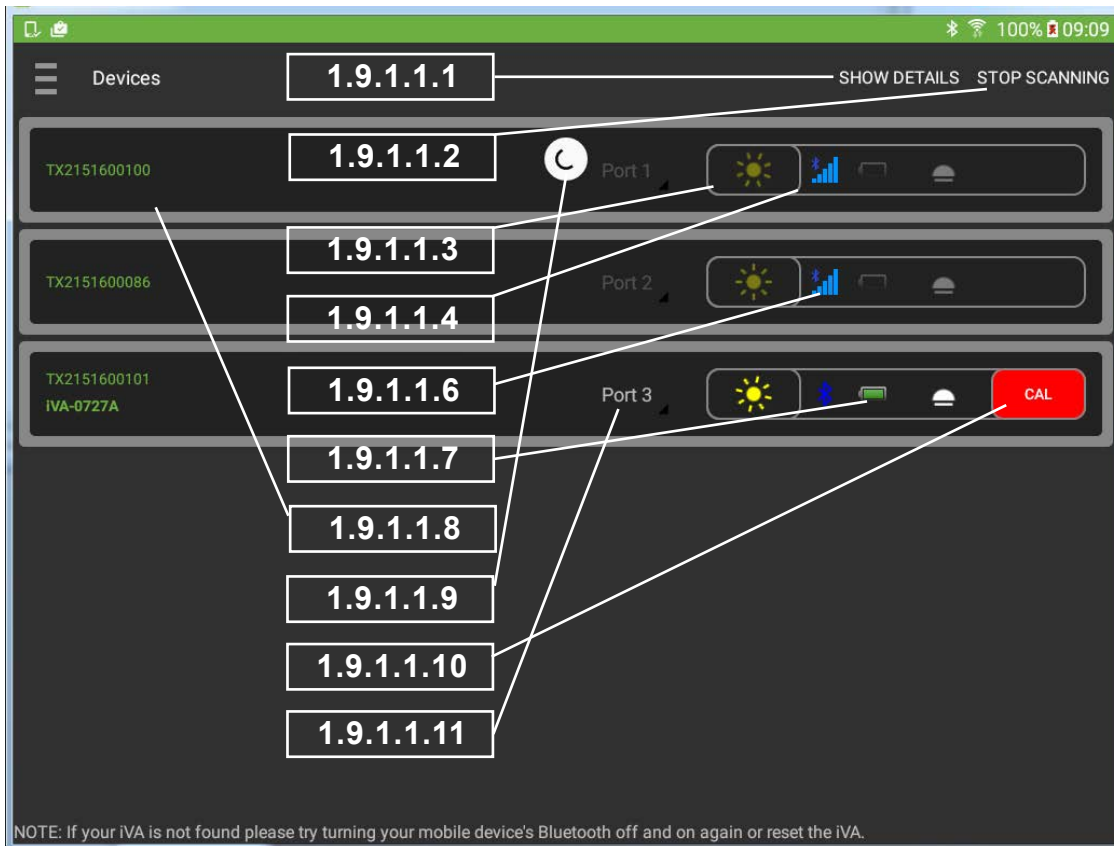 100% 09:09
Devices
1.9.1.1.1
SHOW DETAILS STOP SCANNING
TX2151600100
1.9.1.1.2
Port 1
1.9.1.1.3
TX2151600086
Port 2
1.9.1.1.4
TX2151600101
iVA-0727A
1.9.1.1.6
Port 3
CAL
1.9.1.1.7
1.9.1.1.8
1.9.1.1.9
1.9.1.1.10
1.9.1.1.11
NOTE: If your iVA is not found please try turning your mobile device's Bluetooth off and on again or reset the iVA.